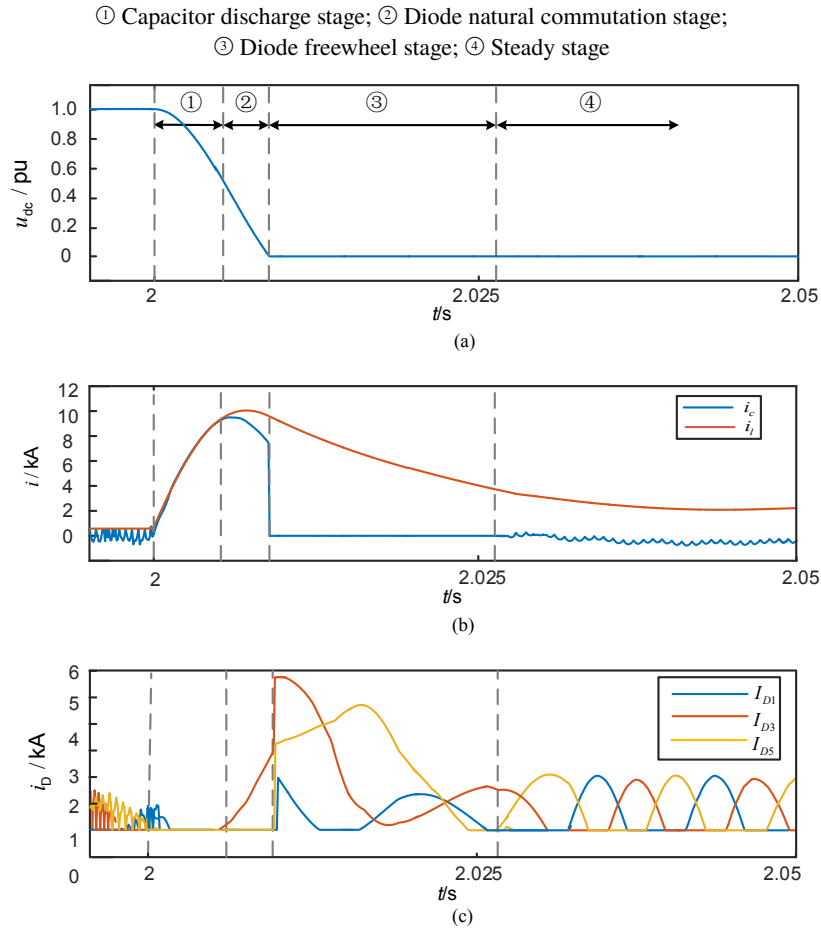 ① Capacitor discharge stage; ② Diode natural commutation stage;
③ Diode freewheel stage; ④ Steady stage
① ② ③ ④
1.0
0.8
0.6
0.4
0.2
0
u_dc / pu
2 2.025 2.05
t/s
(a)
12
10
8
6
4
2
0
i / kA
i_c
i_l
2 2.025 2.05
t/s
(b)
6
5
4
3
2
1
0
i_D / kA
I_D1
I_D3
I_D5
2 2.025 2.05
t/s
(c)